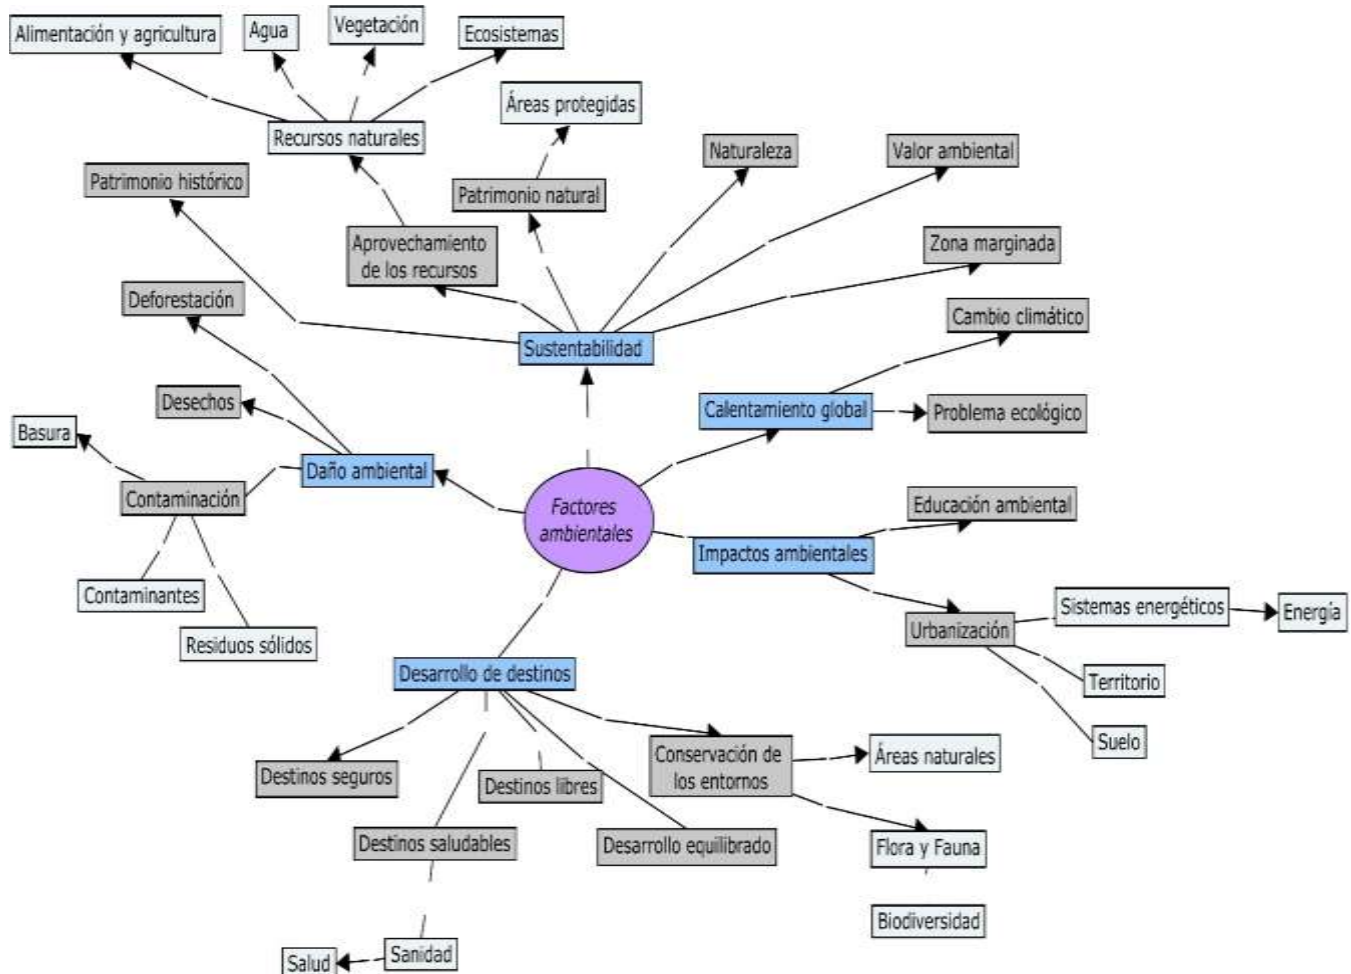 Alimentación y agricultura
Agua
Vegetación
Ecosistemas
Áreas protegidas
Recursos naturales
Naturaleza
Valor ambiental
Patrimonio histórico
Patrimonio natural
Aprovechamiento
de los recursos
Zona marginada
Deforestación
Cambio climático
Sustentabilidad
Desechos
Calentamiento global
Problema ecológico
Basura
Daño ambiental
Contaminación
Factores
ambientales
Educación ambiental
Impactos ambientales
Contaminantes
Sistemas energéticos
Energía
Residuos sólidos
Urbanización
Desarrollo de destinos
Territorio
Suelo
Destinos seguros
Destinos libres
Conservación de
los entornos
Áreas naturales
Destinos saludables
Desarrollo equilibrado
Flora y Fauna
Biodiversidad
Sanidad
Salud